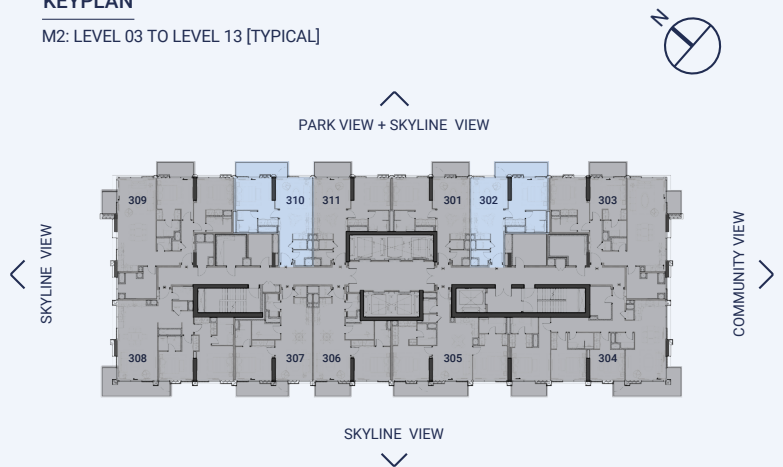 KEYPLAN
M2: LEVEL 03 TO LEVEL 13 [TYPICAL]
N
PARK VIEW + SKYLINE VIEW
309
310
311
301
302
303
SKYLINE VIEW
COMMUNITY VIEW
308
307
306
305
304
SKYLINE VIEW